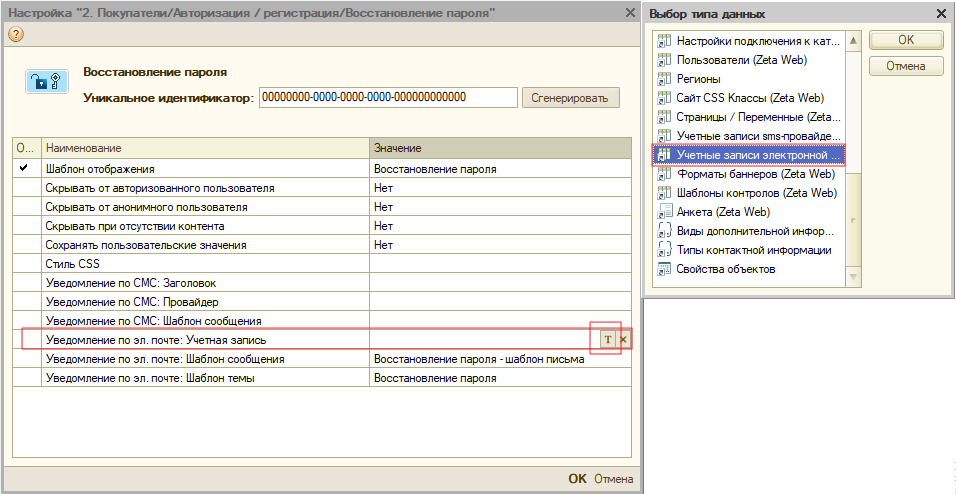 Настройка "2. Покупатели/Авторизация / регистрация/Восстановление пароля"
?
Восстановление пароля
Уникальное идентификатор: 00000000-0000-0000-0000-000000000000 Сгенерировать
О... Наименование Значение
Шаблон отображения Восстановление пароля
Скрывать от авторизованного пользователя Нет
Скрывать от анонимного пользователя Нет
Скрывать при отсутствии контента Нет
Сохранять пользовательские значения Нет
Стиль CSS
Уведомление по СМС: Заголовок
Уведомление по СМС: Провайдер
Уведомление по СМС: Шаблон сообщения
Уведомление по эл. почте: Учетная запись T ×
Уведомление по эл. почте: Шаблон сообщения Восстановление пароля - шаблон письма
Уведомление по эл. почте: Шаблон темы Восстановление пароля
OK Отмена
Выбор типа данных
Настройки подключения к кат...
Пользователи (Zeta Web)
Регионы
Сайт CSS Классы (Zeta Web)
Страницы / Переменные (Zeta...
Учетные записи sms-провайде...
Учетные записи электронной ...
Форматы баннеров (Zeta Web)
Шаблоны контролов (Zeta Web)
Анкета (Zeta Web)
Виды дополнительной инфор...
Типы контактной информации
Свойства объектов
OK
Отмена